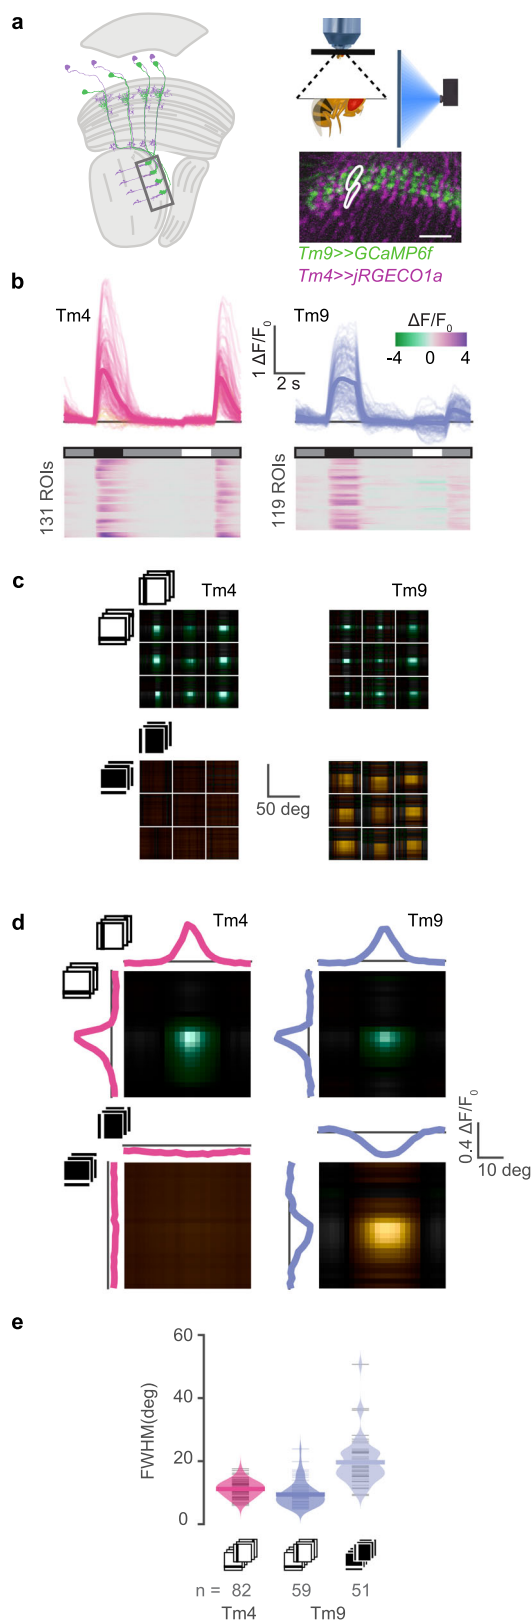 a
Tm9>>GCaMP6f
Tm4>>jRGECO1a
b
Tm4
1 ΔF/F0
2 s
Tm9
ΔF/F0
-4 0 4
131 ROIs
119 ROIs
c
Tm4
Tm9
50 deg
d
Tm4
Tm9
0.4 ΔF/F0
10 deg
e
FWHM(deg)
60
40
20
0
n = 82 59 51
Tm4 Tm9